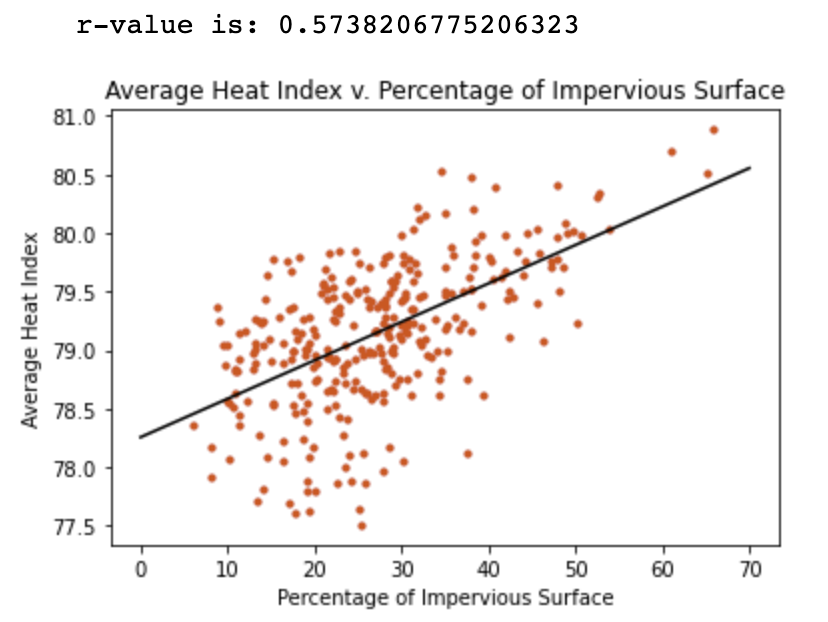 r-value is: 0.5738206775206323
Average Heat Index v. Percentage of Impervious Surface
81.0
80.5
80.0
79.5
79.0
78.5
78.0
77.5
Average Heat Index
0 10 20 30 40 50 60 70
Percentage of Impervious Surface